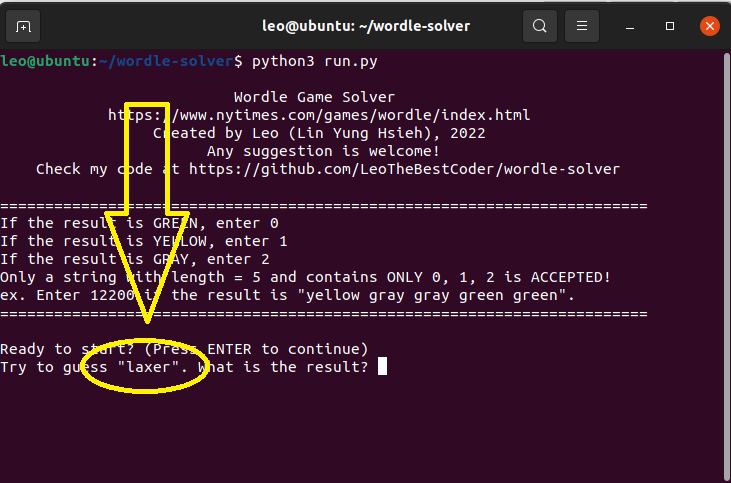 leo@ubuntu: ~/wordle-solver
leo@ubuntu:~/wordle-solver$ python3 run.py
Wordle Game Solver
https://www.nytimes.com/games/wordle/index.html
Created by Leo (Lin Yung Hsieh), 2022
Any suggestion is welcome!
Check my code at https://github.com/LeoTheBestCoder/wordle-solver
========================================================================
If the result is GREEN, enter 0
If the result is YELLOW, enter 1
If the result is GRAY, enter 2
Only a string with length = 5 and contains ONLY 0, 1, 2 is ACCEPTED!
ex. Enter 12200 if the result is "yellow gray gray green green".
========================================================================
Ready to start? (Press ENTER to continue)
Try to guess "laxer". What is the result?